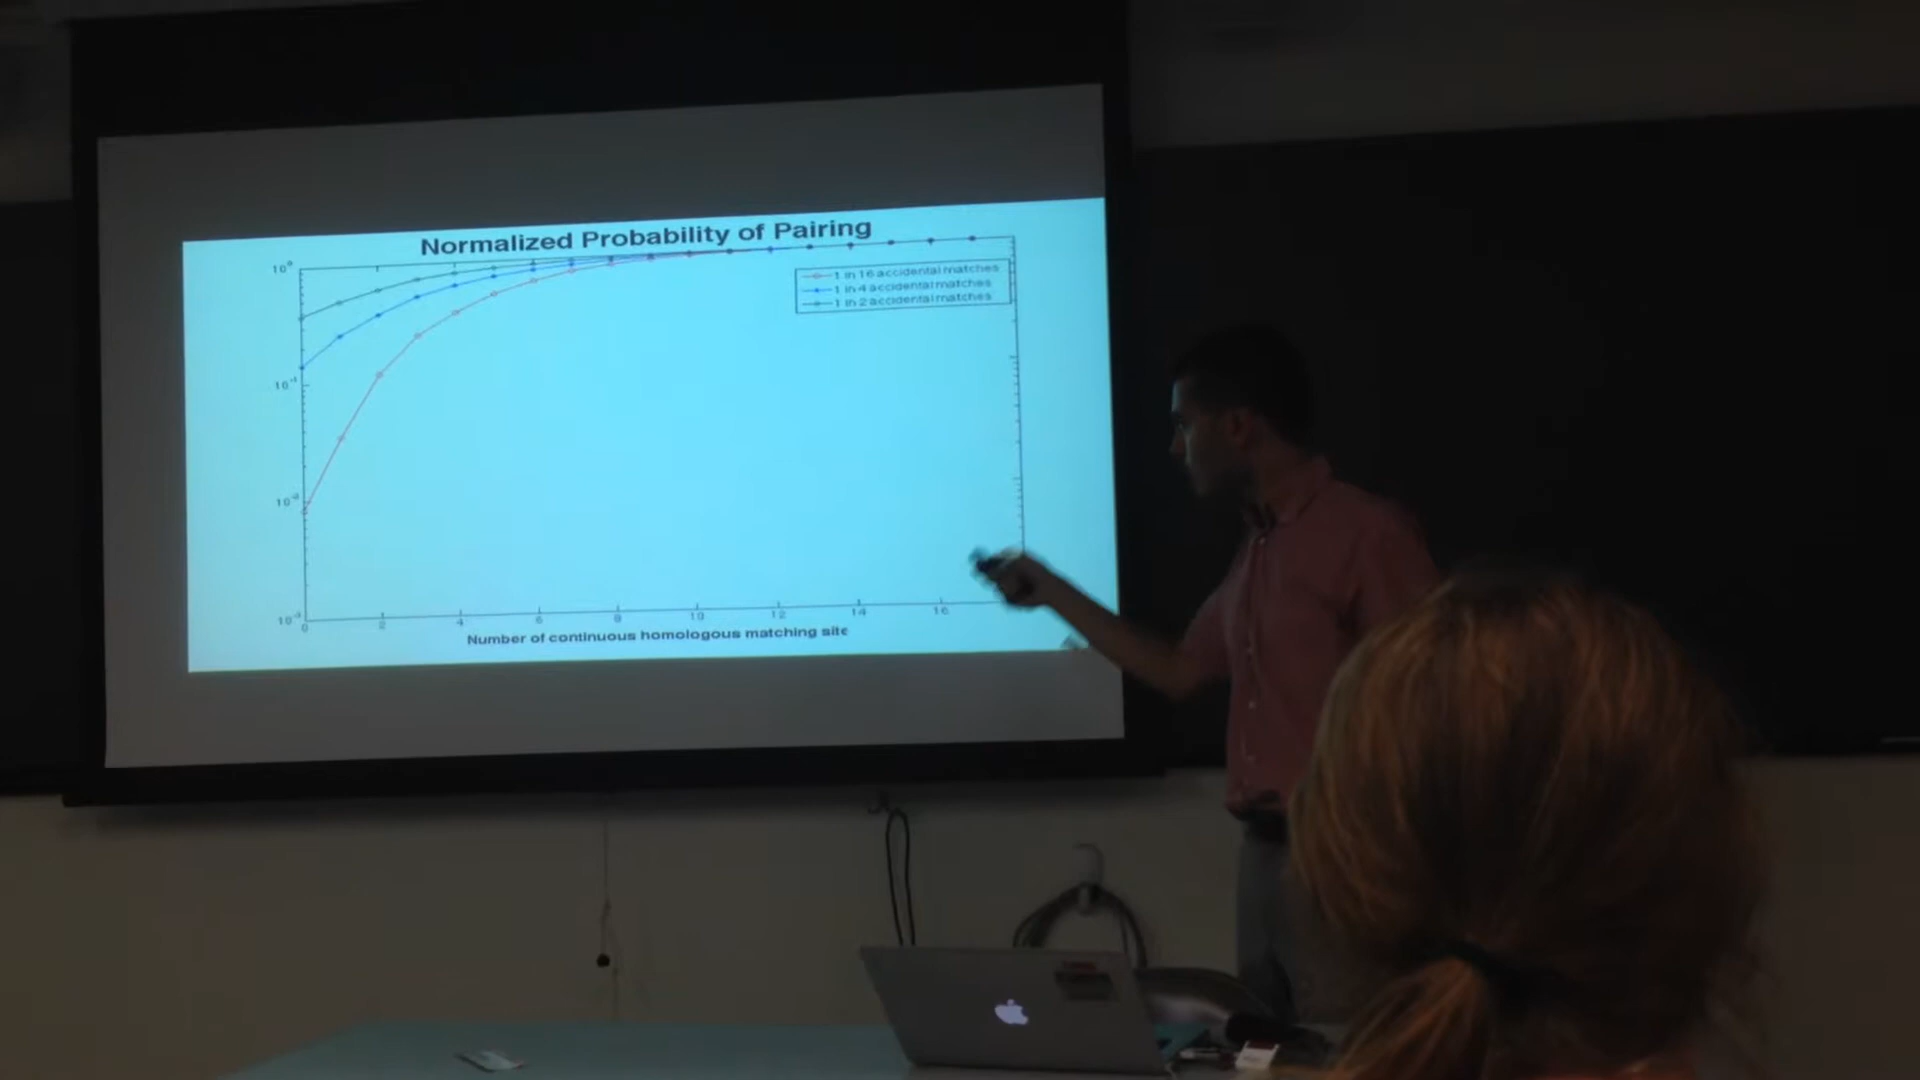 Normalized Probability of Pairing
10⁰
1 in 16 accidental matches
1 in 4 accidental matches
1 in 2 accidental matches
10⁻¹
10⁻²
10⁻³
0 2 4 6 8 10 12 14 16
Number of continuous homologous matching site